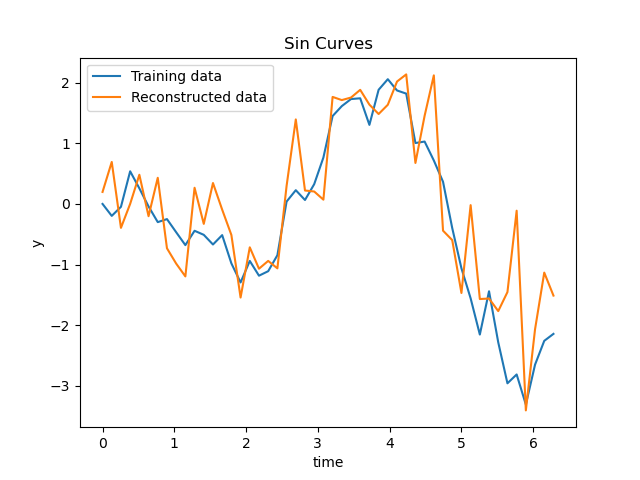 Sin Curves
Training data
Reconstructed data
2
1
0
−1
−2
−3
y
0 1 2 3 4 5 6
time